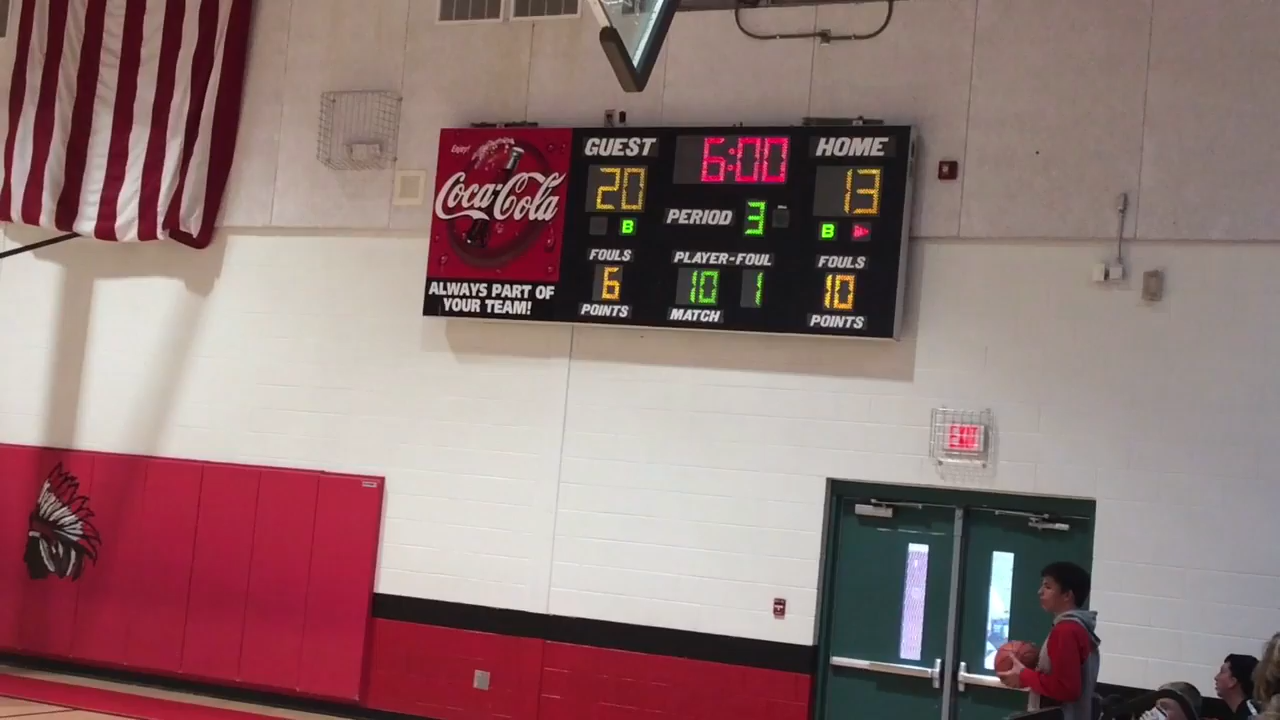 Enjoy!
Coca-Cola
ALWAYS PART OF
YOUR TEAM!
GUEST 6:00 HOME
20 13
PERIOD 3
B B
FOULS PLAYER-FOUL FOULS
6 10 1 10
POINTS MATCH POINTS
EXIT